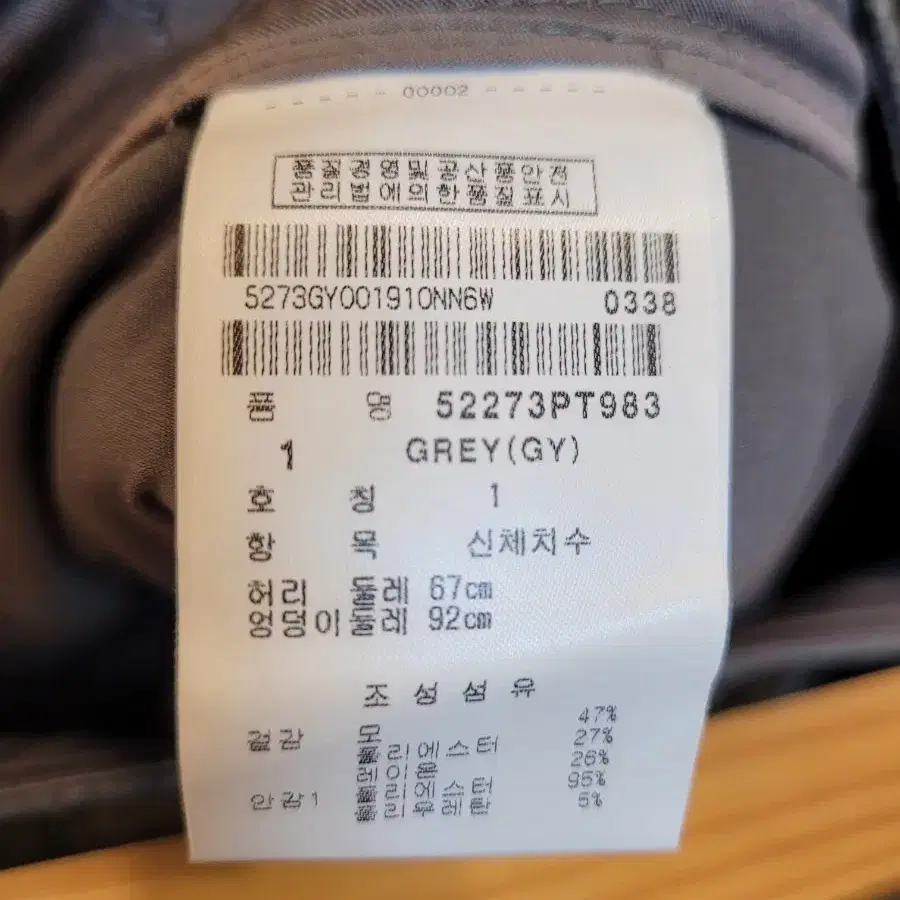 00002
품질경영및공산품안전
관리법에의한품질표시
5273GY001910NN6W 0338
품 명 52273PT983
1 GREY(GY)
호 칭 1
항 목 신체치수
허리 둘레 67cm
엉덩이둘레 92cm
조성섬유
겉감 모 47%
폴리에스터 27%
레이온 26%
안감1 폴리에스터 95%
폴리우레탄 5%